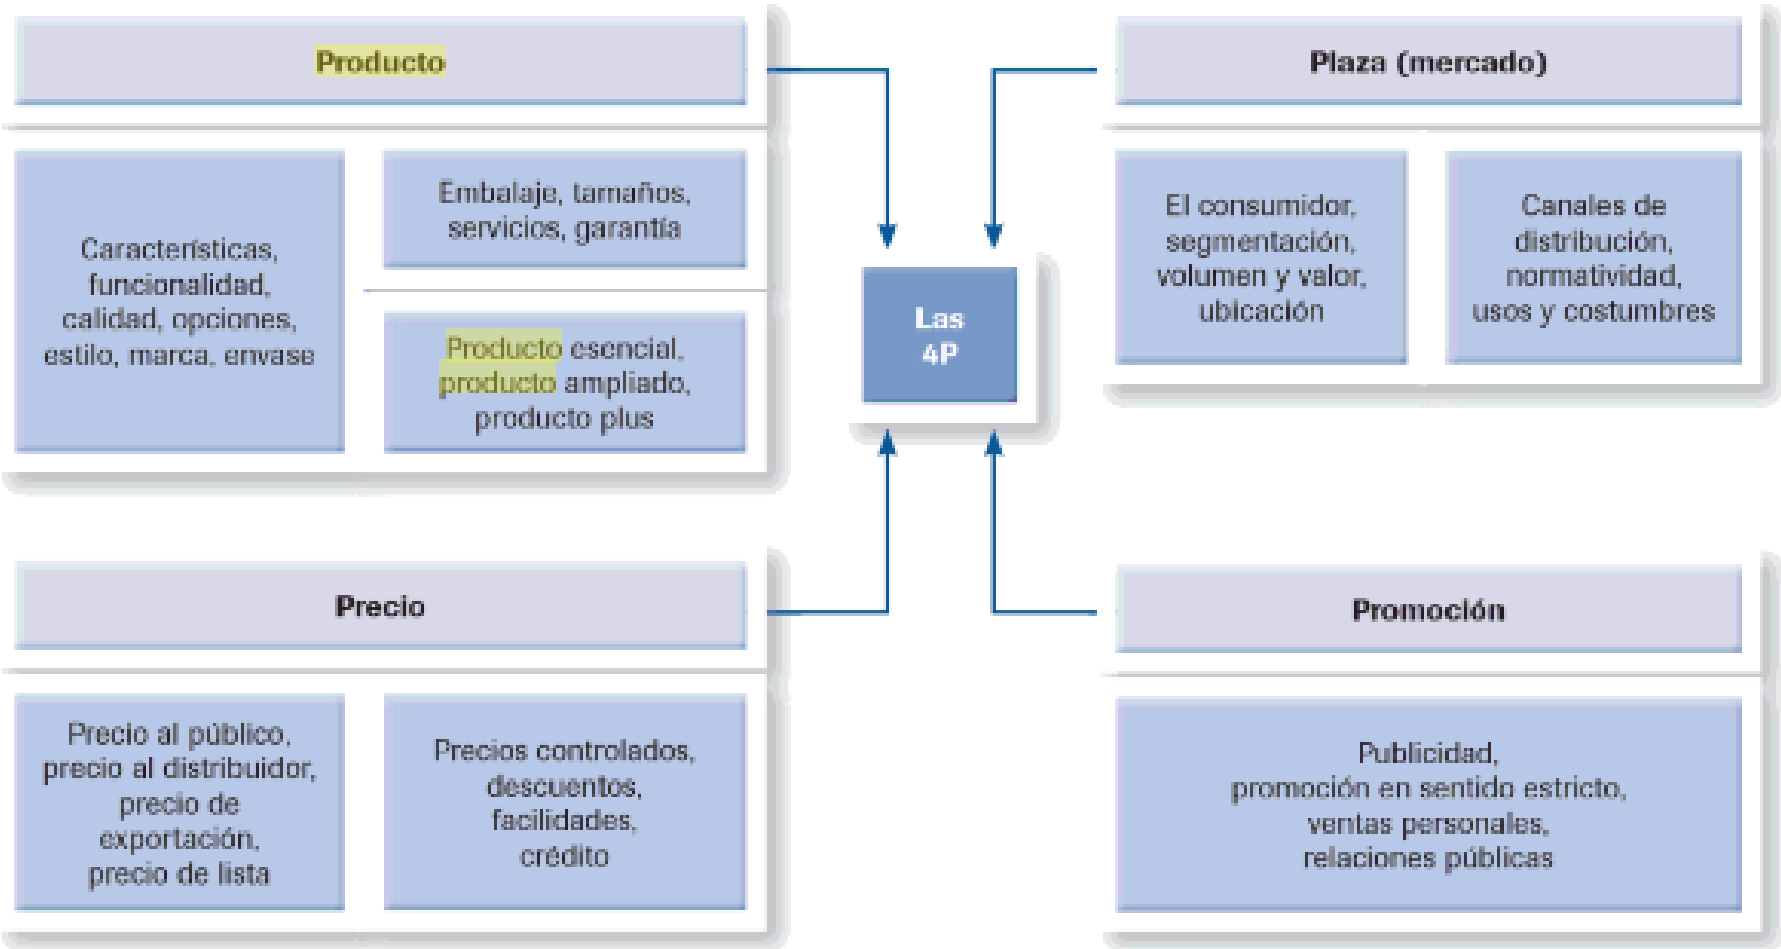 Producto
Características,
funcionalidad,
calidad, opciones,
estilo, marca, envase
Embalaje, tamaños,
servicios, garantía
Producto esencial,
producto ampliado,
producto plus
Plaza (mercado)
El consumidor,
segmentación,
volumen y valor,
ubicación
Canales de
distribución,
normatividad,
usos y costumbres
Las
4P
Precio
Precio al público,
precio al distribuidor,
precio de
exportación,
precio de lista
Precios controlados,
descuentos,
facilidades,
crédito
Promoción
Publicidad,
promoción en sentido estricto,
ventas personales,
relaciones públicas